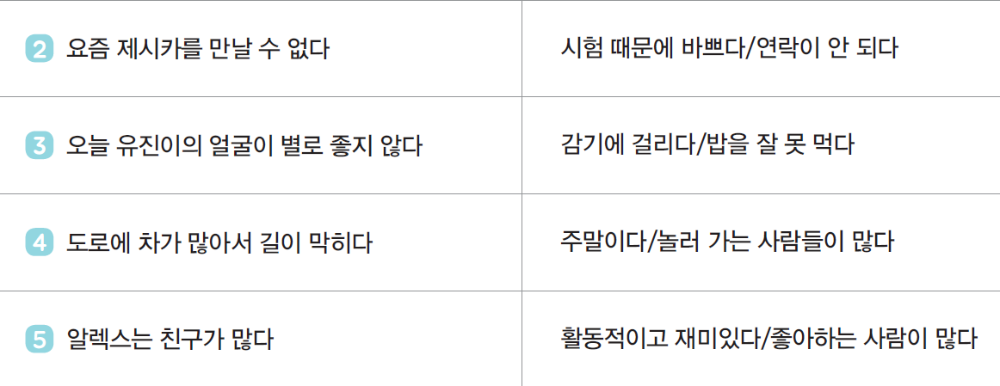 2 요즘 제시카를 만날 수 없다 시험 때문에 바쁘다/연락이 안 되다
3 오늘 유진이의 얼굴이 별로 좋지 않다 감기에 걸리다/밥을 잘 못 먹다
4 도로에 차가 많아서 길이 막히다 주말이다/놀러 가는 사람들이 많다
5 알렉스는 친구가 많다 활동적이고 재미있다/좋아하는 사람이 많다